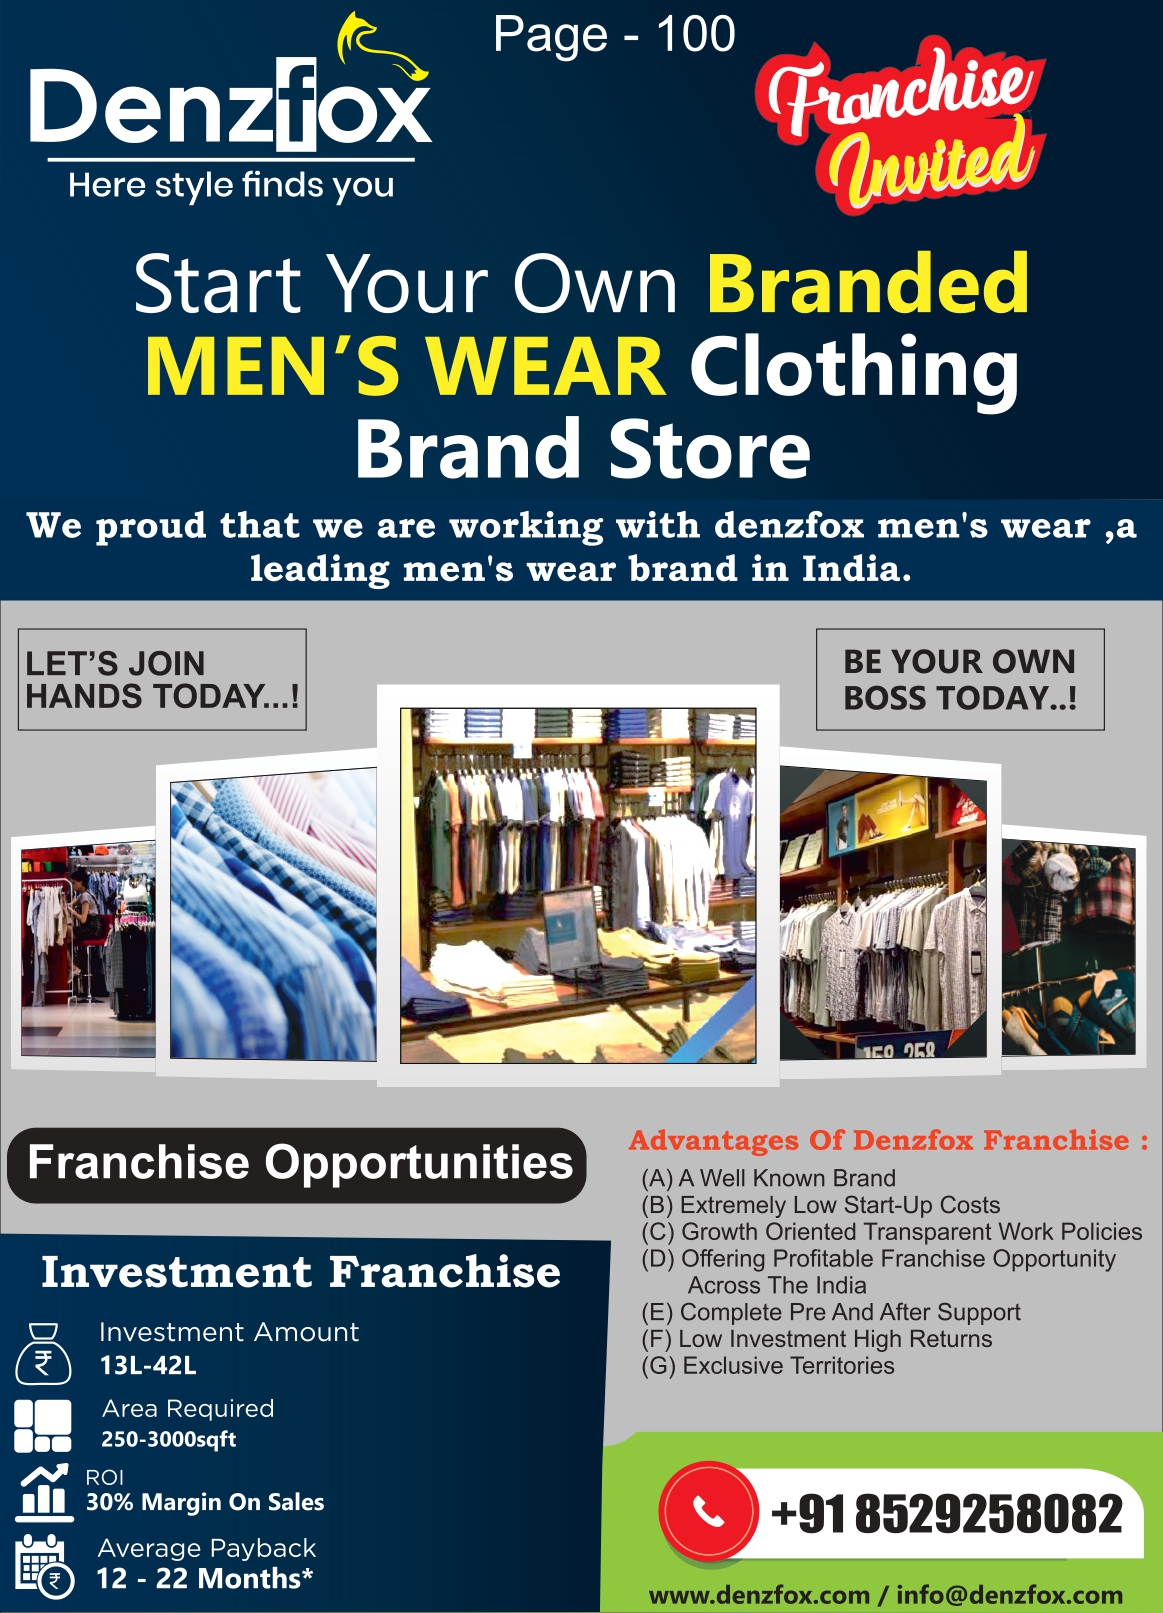 Page - 100
Denzfox
Here style finds you
Franchise
Invited
Start Your Own Branded
MEN’S WEAR Clothing
Brand Store
We proud that we are working with denzfox men's wear ,a
leading men's wear brand in India.
LET’S JOIN
HANDS TODAY...!
BE YOUR OWN
BOSS TODAY..!
158 258
Franchise Opportunities
Advantages Of Denzfox Franchise :
(A) A Well Known Brand
(B) Extremely Low Start-Up Costs
(C) Growth Oriented Transparent Work Policies
(D) Offering Profitable Franchise Opportunity
Across The India
(E) Complete Pre And After Support
(F) Low Investment High Returns
(G) Exclusive Territories
Investment Franchise
₹
Investment Amount
13L-42L
Area Required
250-3000sqft
ROI
30% Margin On Sales
₹
Average Payback
12 - 22 Months*
+91 8529258082
www.denzfox.com / info@denzfox.com